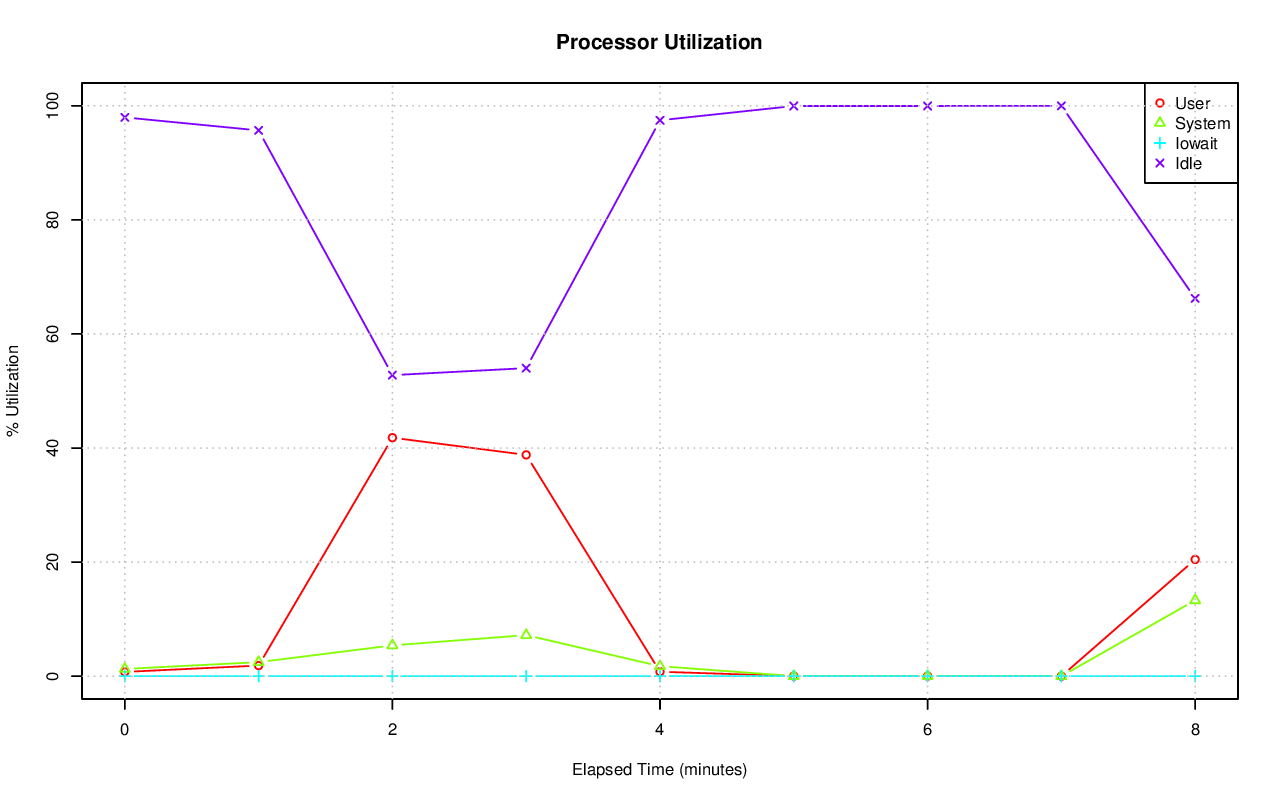 Processor Utilization
User
System
Iowait
Idle
100
80
60
40
20
0
% Utilization
0 2 4 6 8
Elapsed Time (minutes)